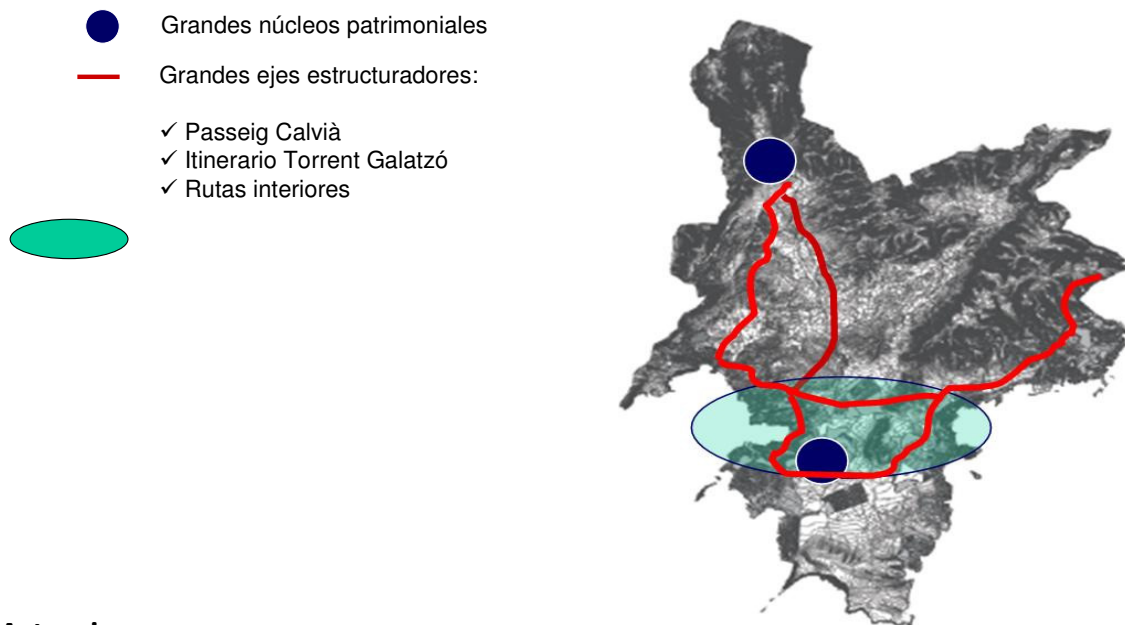 Grandes núcleos patrimoniales
Grandes ejes estructuradores:
✓ Passeig Calvià
✓ Itinerario Torrent Galatzó
✓ Rutas interiores